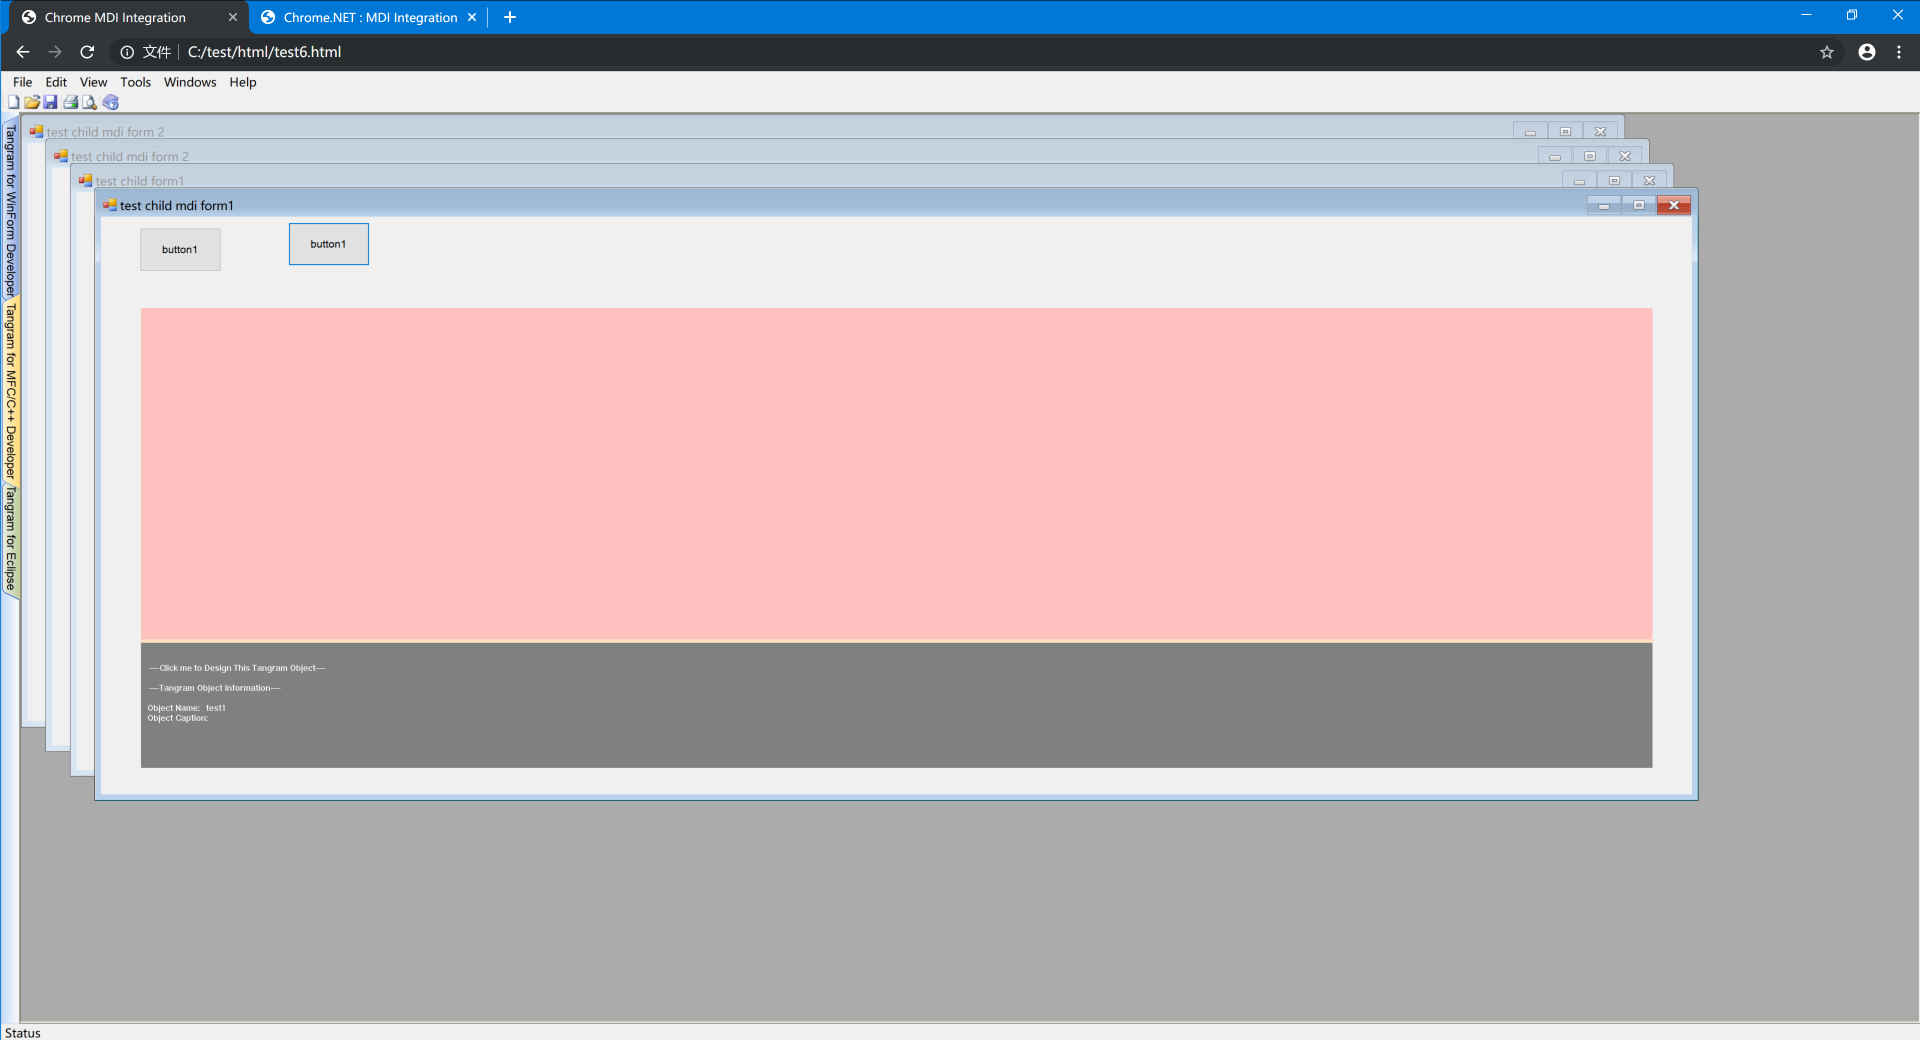 Chrome MDI Integration
Chrome.NET : MDI Integration
文件 C:/test/html/test6.html
File Edit View Tools Windows Help
Tangram for WinForm Developer
Tangram for MFC/C++ Developer
Tangram for Eclipse
test child mdi form 2
test child mdi form 2
test child form1
test child mdi form1
button1
button1
----Click me to Design This Tangram Object----
----Tangram Object Information----
Object Name: test1
Object Caption:
Status